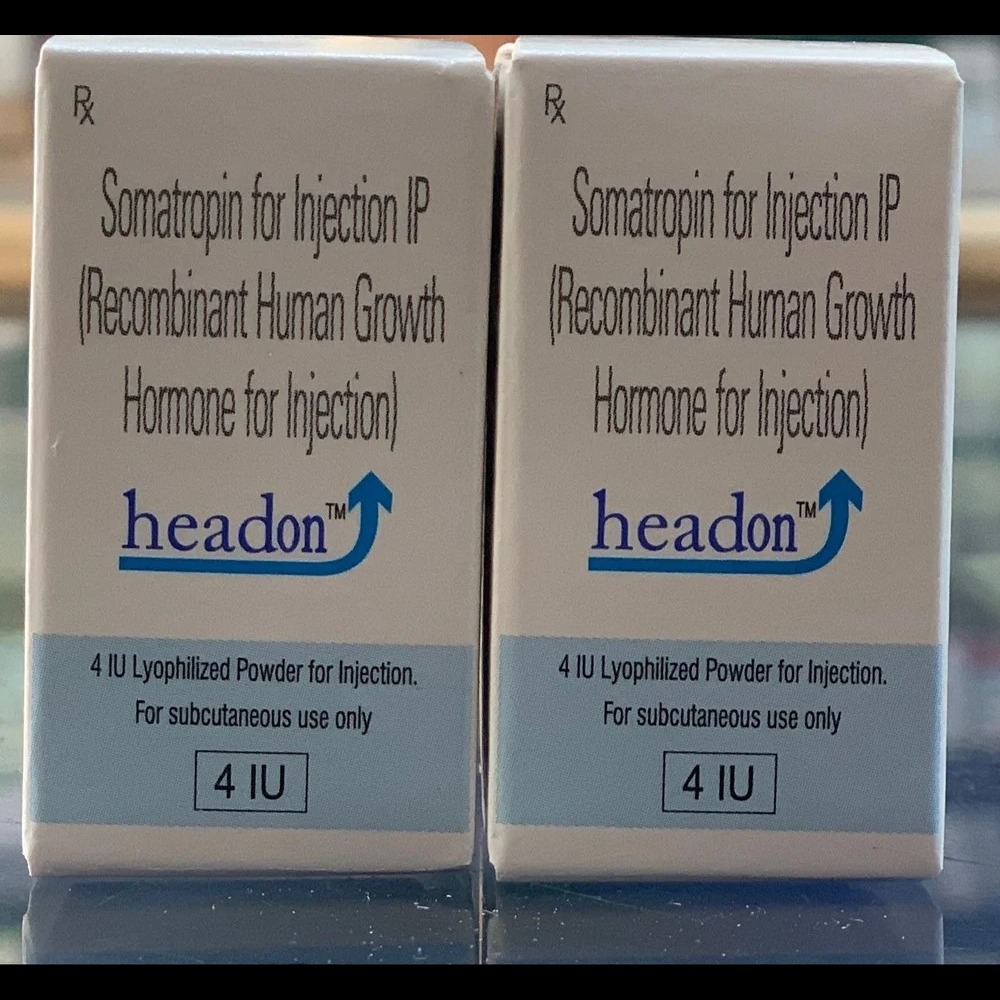 Rx
Somatropin for Injection IP
(Recombinant Human Growth
Hormone for Injection)
headon™
4 IU Lyophilized Powder for Injection.
For subcutaneous use only
4 IU
Rx
Somatropin for Injection IP
(Recombinant Human Growth
Hormone for Injection)
headon™
4 IU Lyophilized Powder for Injection.
For subcutaneous use only
4 IU